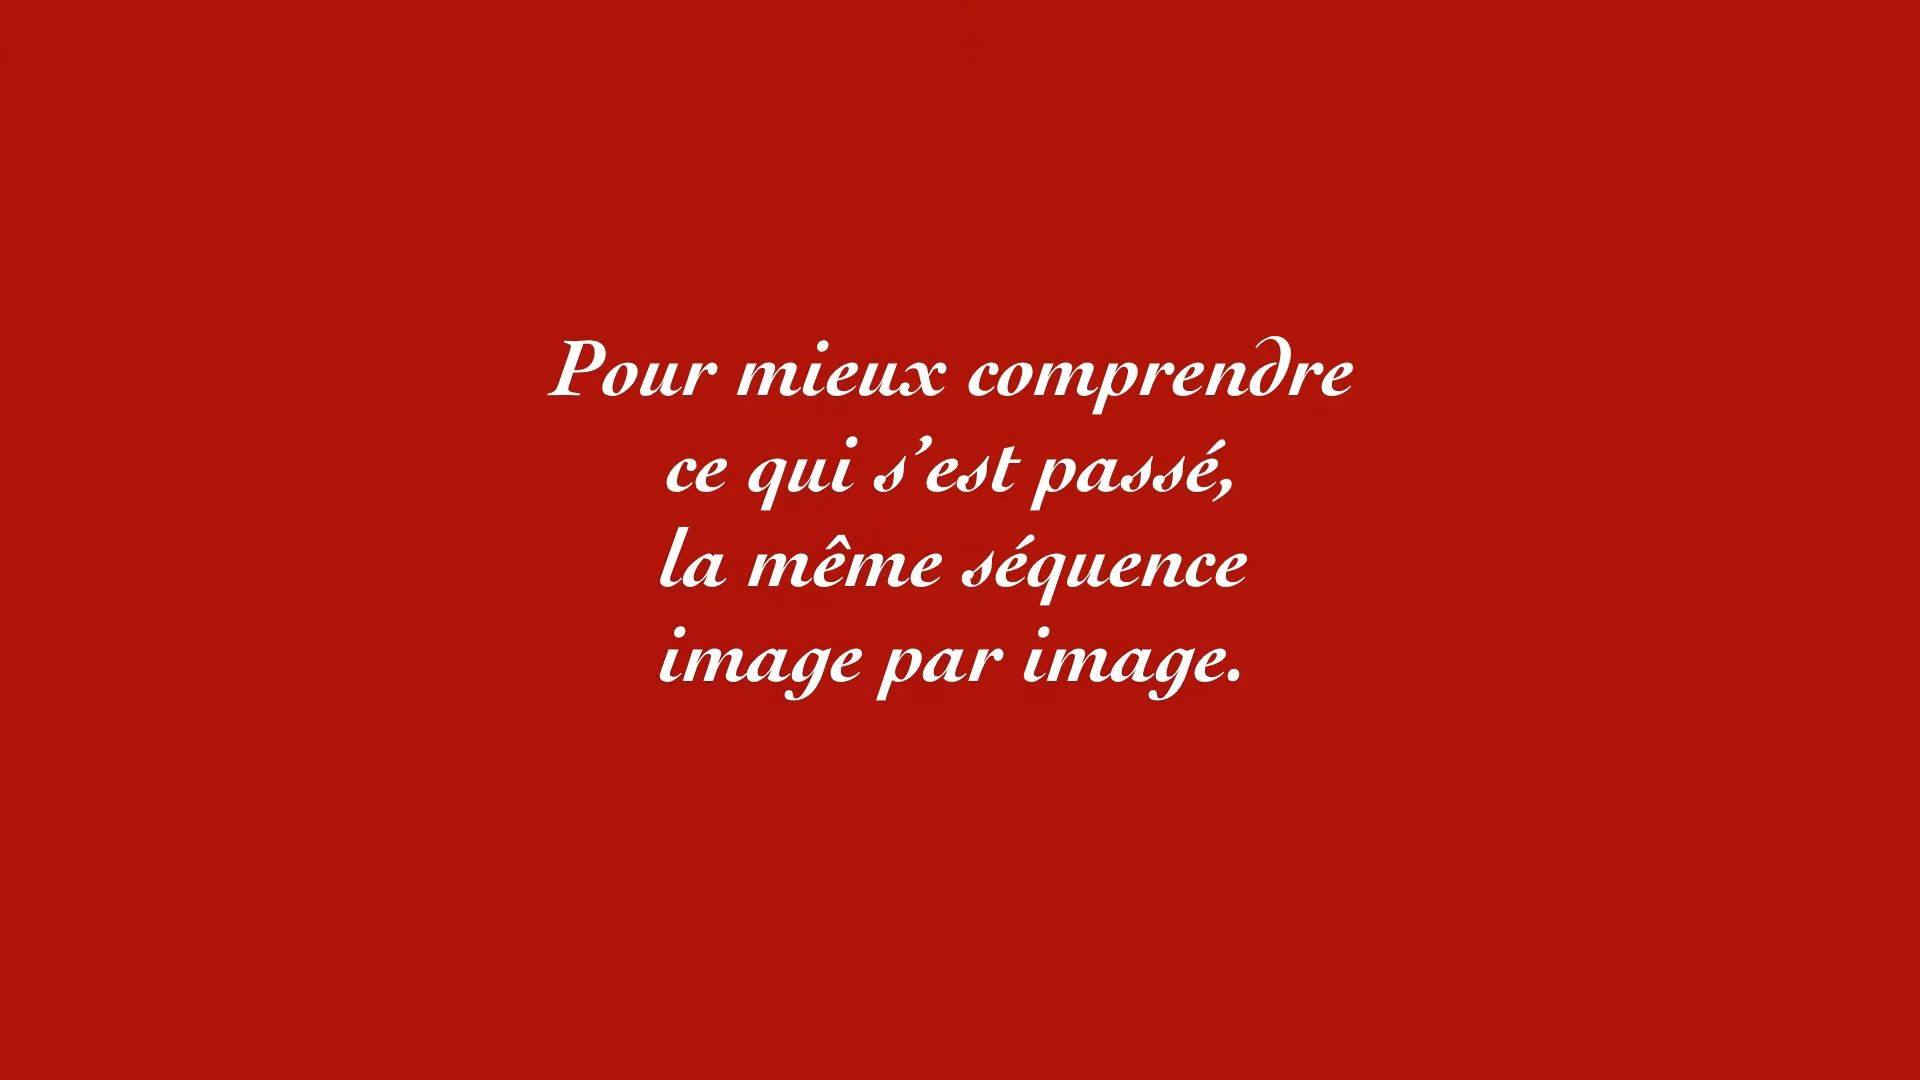 Pour mieux comprendre
ce qui s’est passé,
la même séquence
image par image.